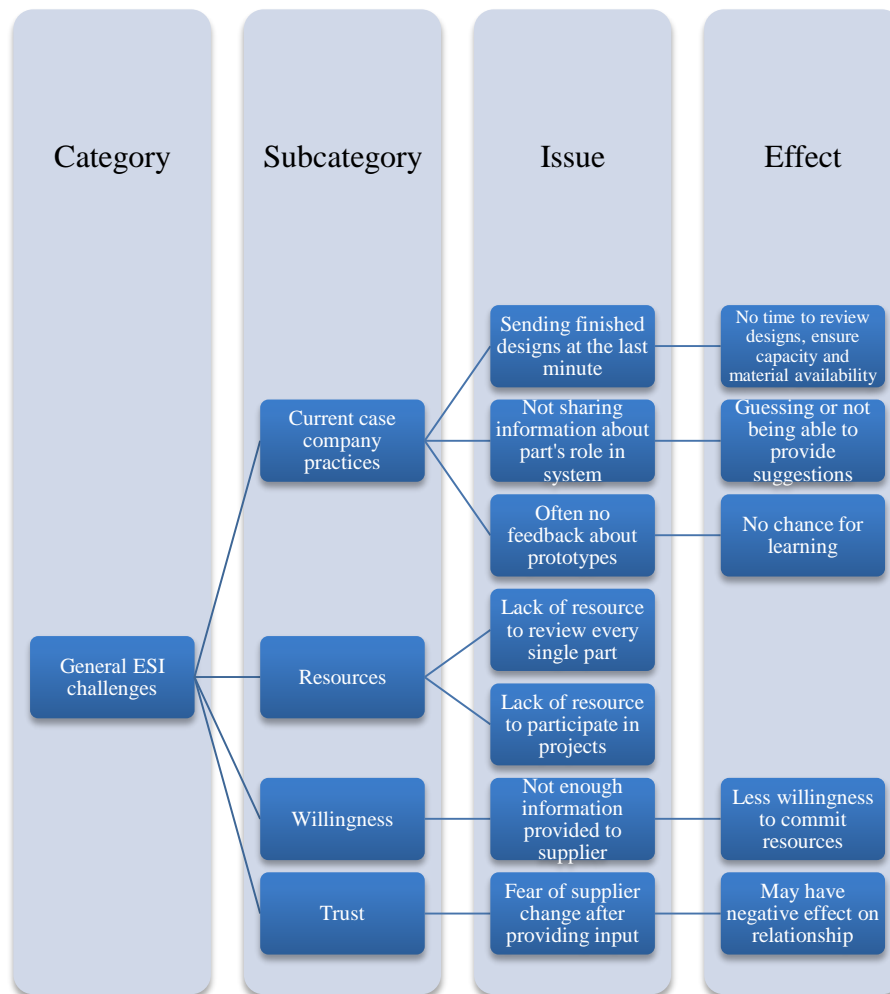 Category
Subcategory
Issue
Effect
General ESI
challenges
Current case
company
practices
Sending finished
designs at the last
minute
No time to review
designs, ensure
capacity and
material availability
Not sharing
information about
part's role in
system
Guessing or not
being able to
provide
suggestions
Often no
feedback about
prototypes
No chance for
learning
Resources
Lack of resource
to review every
single part
Lack of resource
to participate in
projects
Willingness
Not enough
information
provided to
supplier
Less willingness
to commit
resources
Trust
Fear of supplier
change after
providing input
May have
negative effect on
relationship